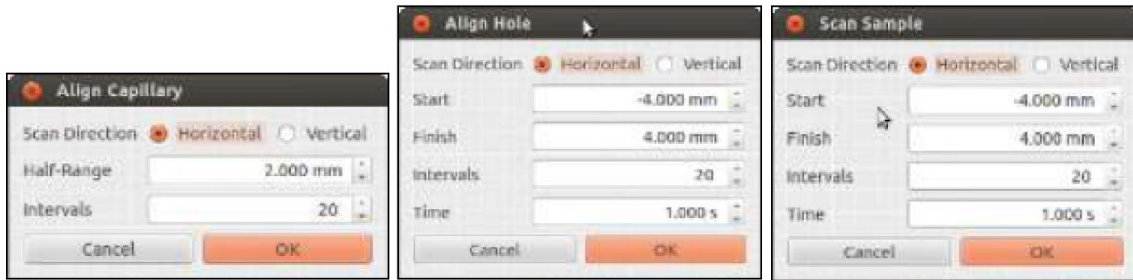 Align Capillary
Scan Direction Horizontal Vertical
Half-Range 2.000 mm
Intervals 20
Cancel OK
Align Hole
Scan Direction Horizontal Vertical
Start -4.000 mm
Finish 4.000 mm
Intervals 20
Time 1.000 s
Cancel OK
Scan Sample
Scan Direction Horizontal Vertical
Start -4.000 mm
Finish 4.000 mm
Intervals 20
Time 1.000 s
Cancel OK